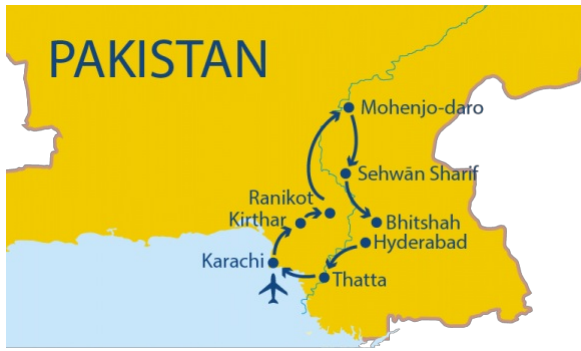 PAKISTAN
Mohenjo-daro
Sehwān Sharif
Ranikot
Kirthar
Bhitshah
Hyderabad
Karachi
Thatta